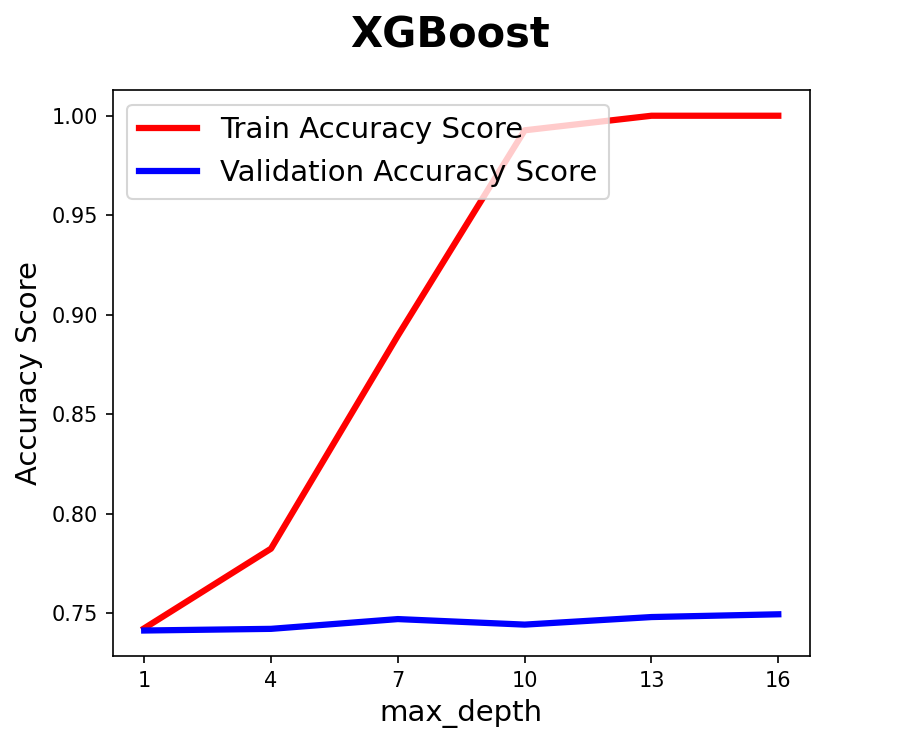 XGBoost
Train Accuracy Score
Validation Accuracy Score
Accuracy Score
1.00
0.95
0.90
0.85
0.80
0.75
1 4 7 10 13 16
max_depth